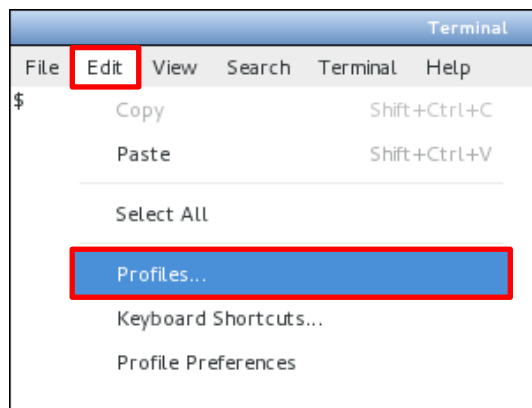 Terminal
File Edit View Search Terminal Help
$
Copy Shift+Ctrl+C
Paste Shift+Ctrl+V
Select All
Profiles...
Keyboard Shortcuts...
Profile Preferences